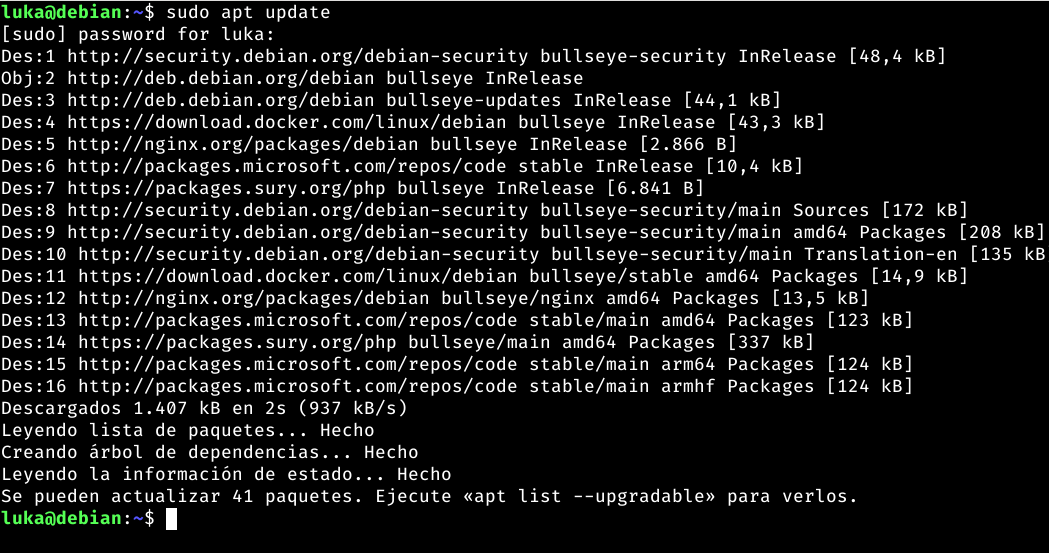 luka@debian:~$ sudo apt update
[sudo] password for luka:
Des:1 http://security.debian.org/debian-security bullseye-security InRelease [48,4 kB]
Obj:2 http://deb.debian.org/debian bullseye InRelease
Des:3 http://deb.debian.org/debian bullseye-updates InRelease [44,1 kB]
Des:4 https://download.docker.com/linux/debian bullseye InRelease [43,3 kB]
Des:5 http://nginx.org/packages/debian bullseye InRelease [2.866 B]
Des:6 http://packages.microsoft.com/repos/code stable InRelease [10,4 kB]
Des:7 https://packages.sury.org/php bullseye InRelease [6.841 B]
Des:8 http://security.debian.org/debian-security bullseye-security/main Sources [172 kB]
Des:9 http://security.debian.org/debian-security bullseye-security/main amd64 Packages [208 kB]
Des:10 http://security.debian.org/debian-security bullseye-security/main Translation-en [135 kB
Des:11 https://download.docker.com/linux/debian bullseye/stable amd64 Packages [14,9 kB]
Des:12 http://nginx.org/packages/debian bullseye/nginx amd64 Packages [13,5 kB]
Des:13 http://packages.microsoft.com/repos/code stable/main amd64 Packages [123 kB]
Des:14 https://packages.sury.org/php bullseye/main amd64 Packages [337 kB]
Des:15 http://packages.microsoft.com/repos/code stable/main arm64 Packages [124 kB]
Des:16 http://packages.microsoft.com/repos/code stable/main armhf Packages [124 kB]
Descargados 1.407 kB en 2s (937 kB/s)
Leyendo lista de paquetes... Hecho
Creando árbol de dependencias... Hecho
Leyendo la información de estado... Hecho
Se pueden actualizar 41 paquetes. Ejecute «apt list --upgradable» para verlos.
luka@debian:~$